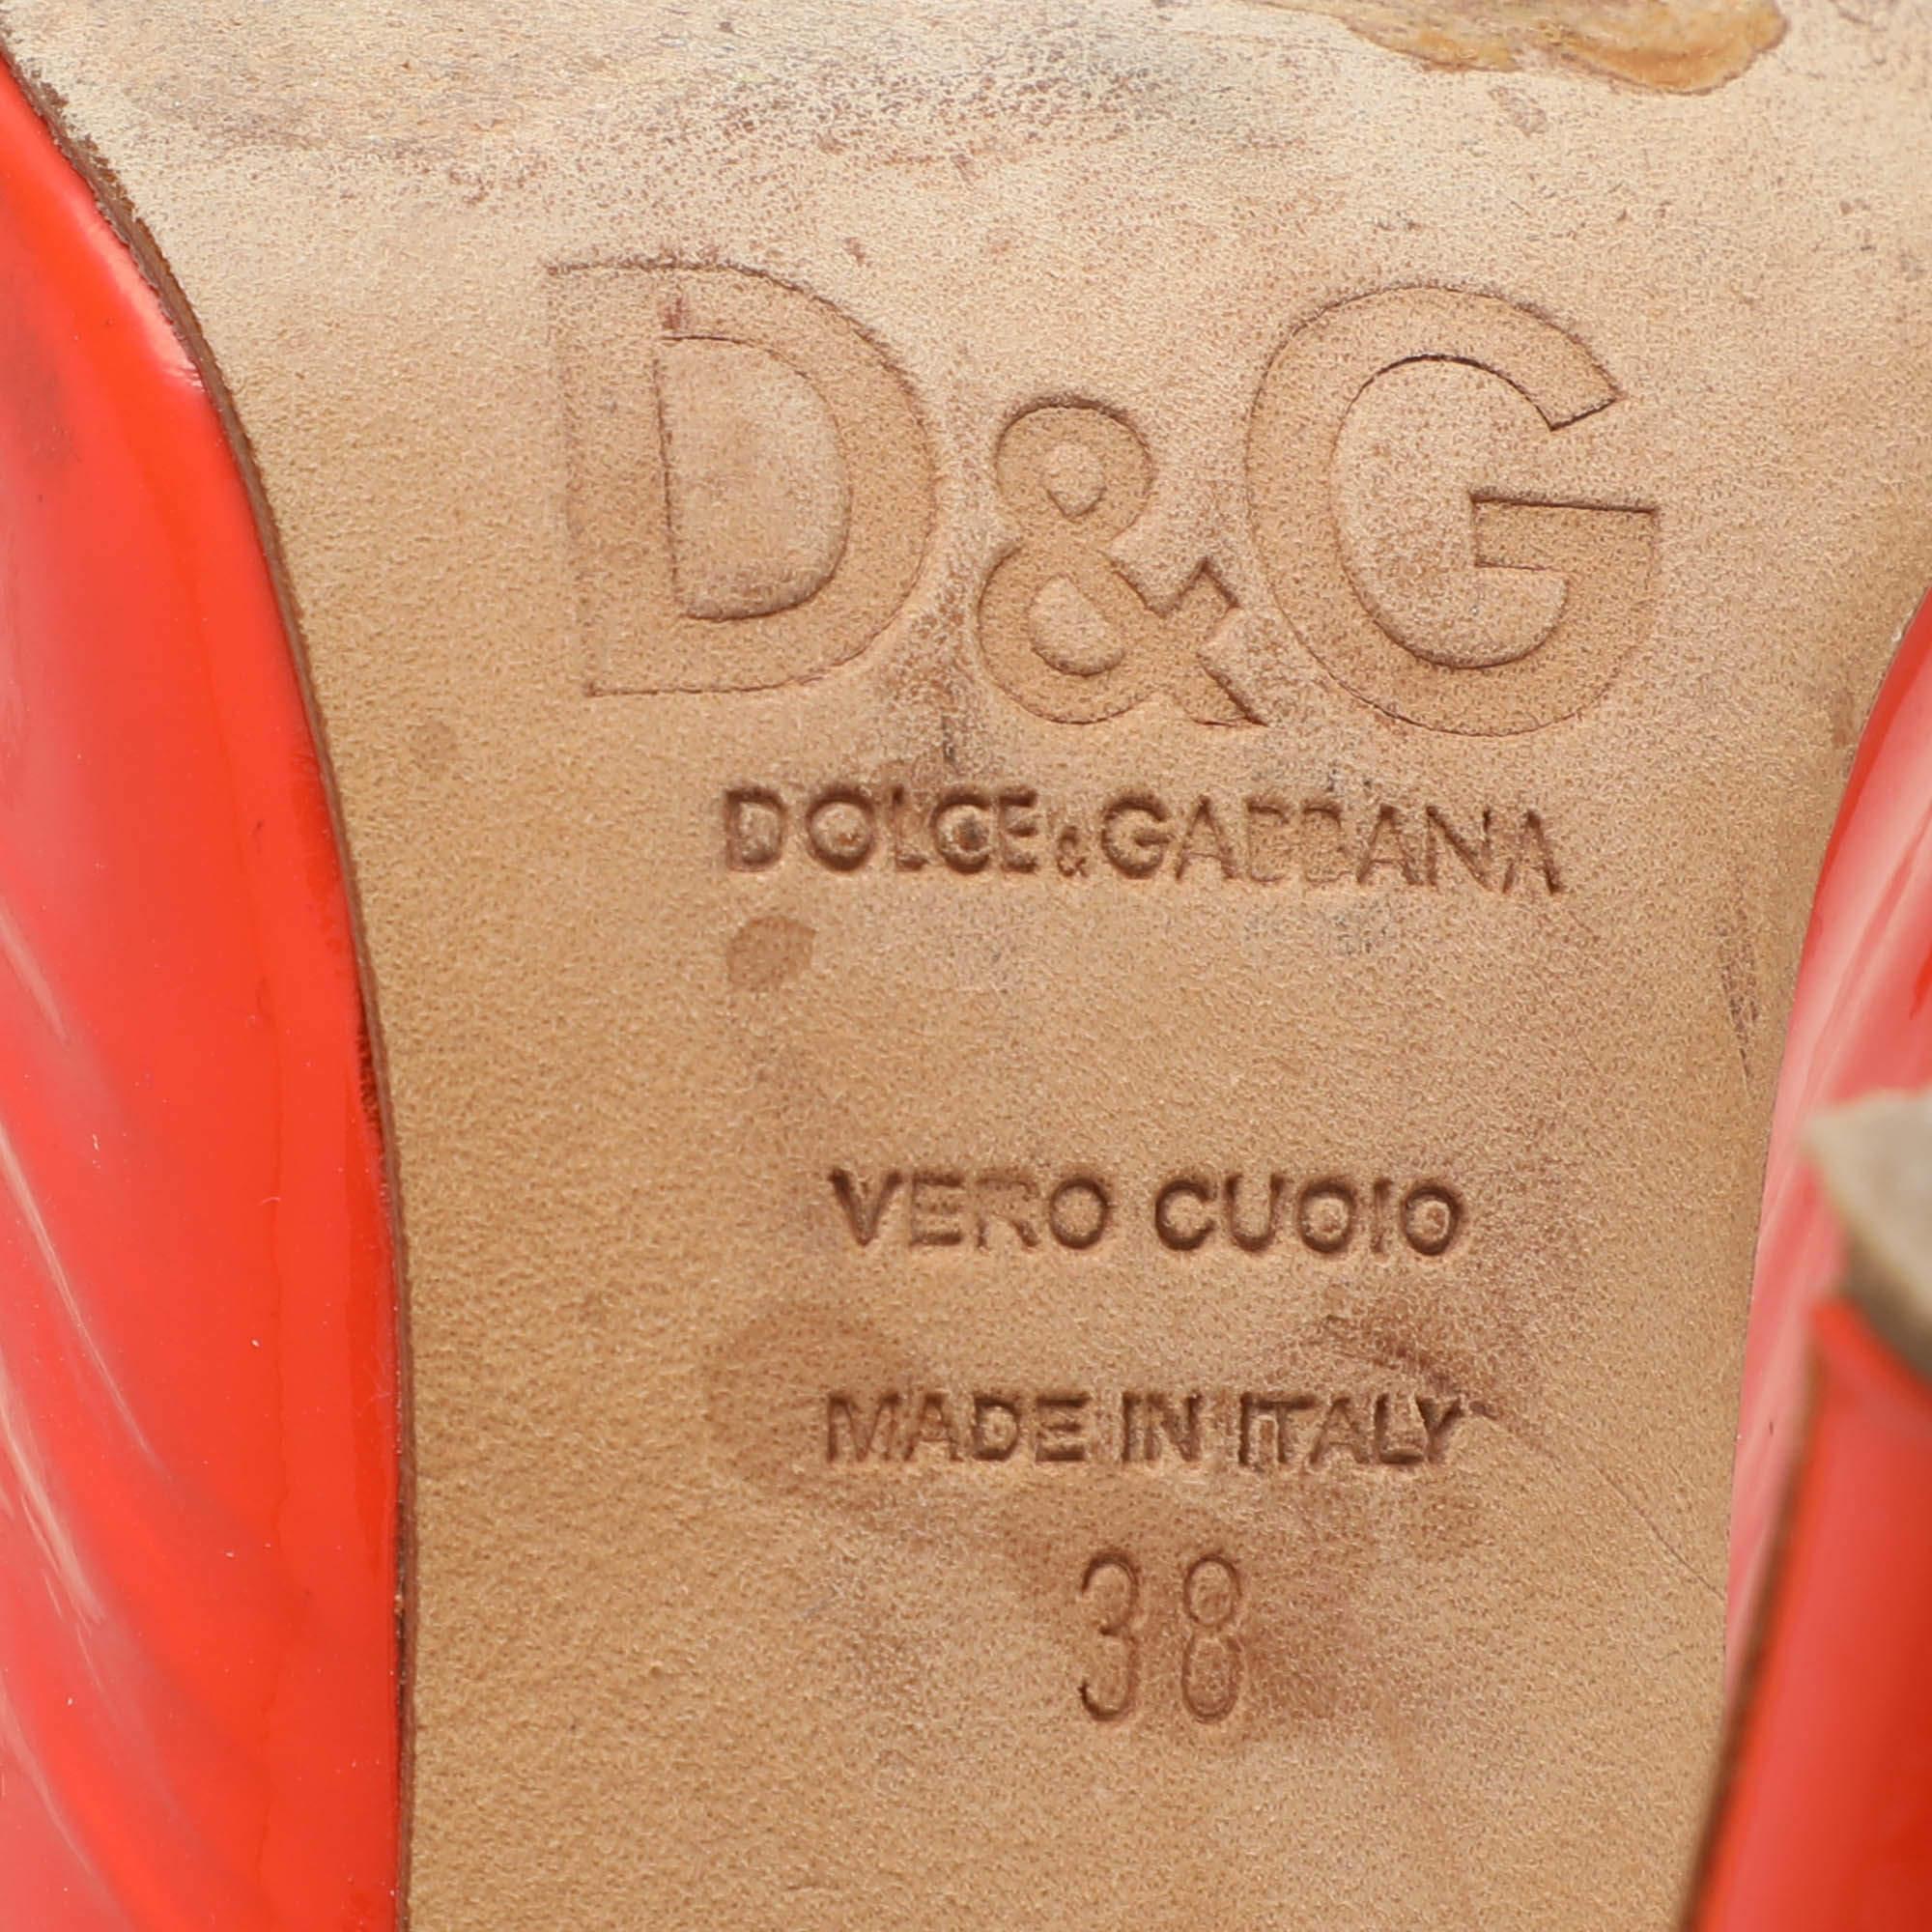 D&G
DOLCE & GABBANA
VERO CUOIO
MADE IN ITALY
38